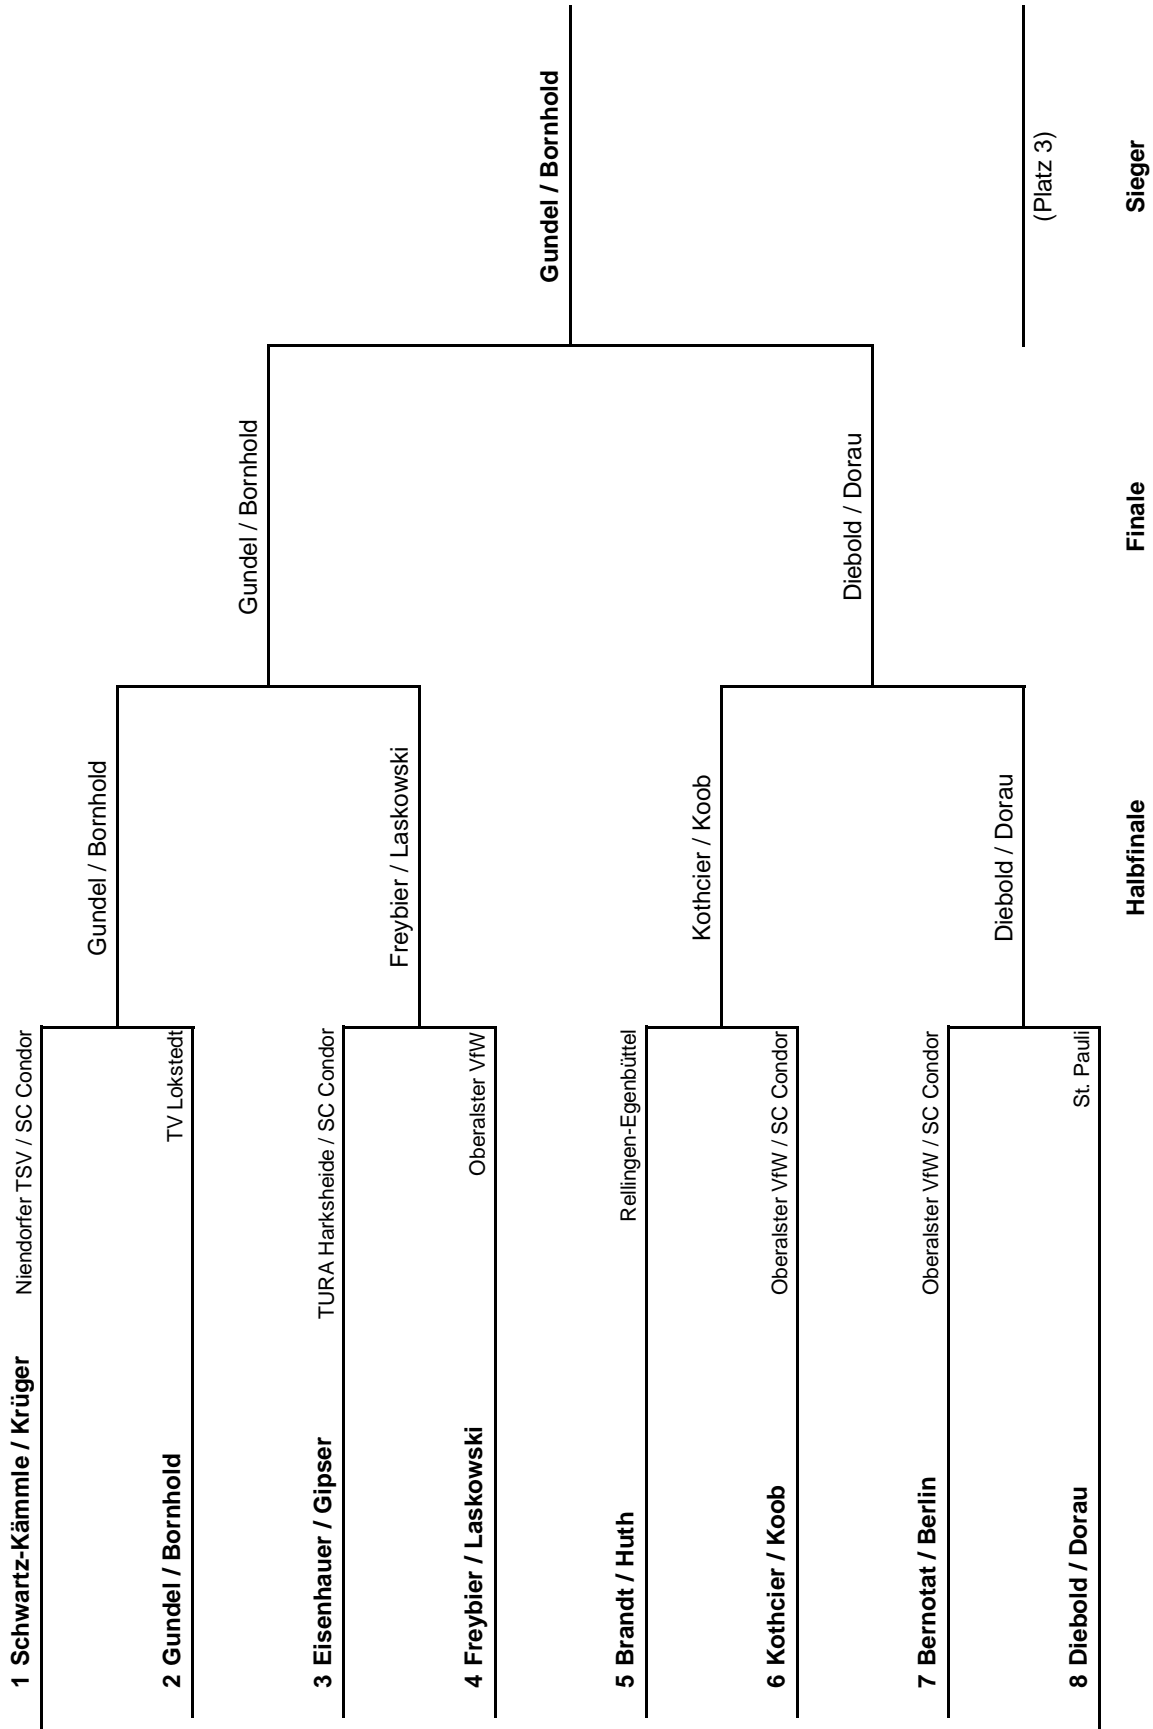 1 Schwartz-Kämmle / Krüger Niendorfer TSV / SC Condor
Gundel / Bornhold
2 Gundel / Bornhold TV Lokstedt
Gundel / Bornhold
3 Eisenhauer / Gipser TURA Harksheide / SC Condor
Freybier / Laskowski
4 Freybier / Laskowski Oberalster VfW
Gundel / Bornhold
5 Brandt / Huth Rellingen-Egenbüttel
Kothcier / Koob
6 Kothcier / Koob Oberalster VfW / SC Condor
Diebold / Dorau
7 Bernotat / Berlin Oberalster VfW / SC Condor
Diebold / Dorau
8 Diebold / Dorau St. Pauli
(Platz 3)
Halbfinale Finale Sieger